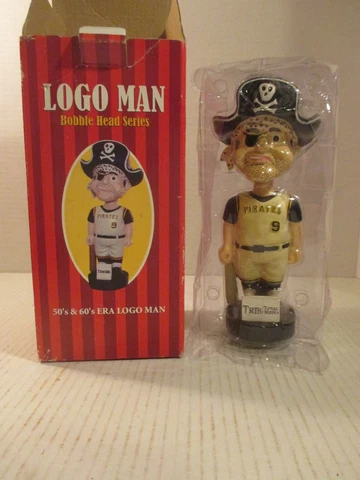 LOGO MAN
Bobble Head Series
PIRATES
9
50's & 60's ERA LOGO MAN
PIRATES
9